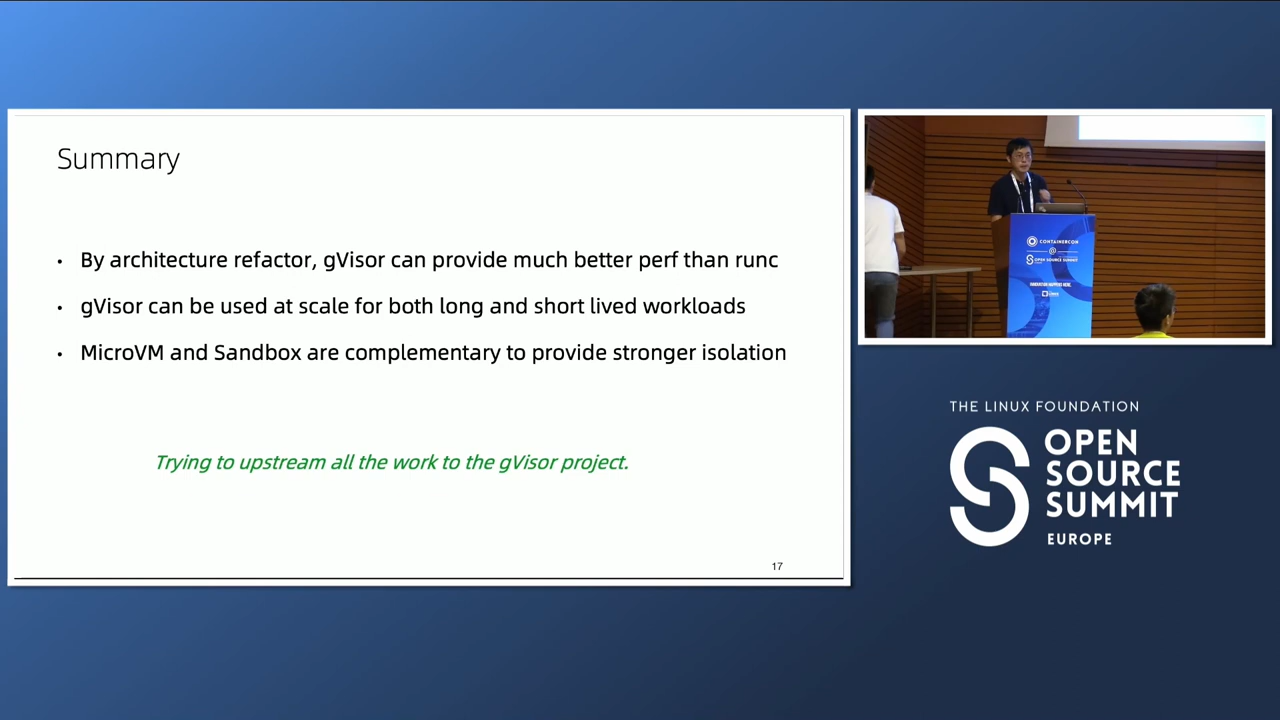 Summary
• By architecture refactor, gVisor can provide much better perf than runc
• gVisor can be used at scale for both long and short lived workloads
• MicroVM and Sandbox are complementary to provide stronger isolation
Trying to upstream all the work to the gVisor project.
17
CONTAINERCON
OPEN SOURCE SUMMIT
THE LINUX FOUNDATION
OPEN
SOURCE
SUMMIT
EUROPE